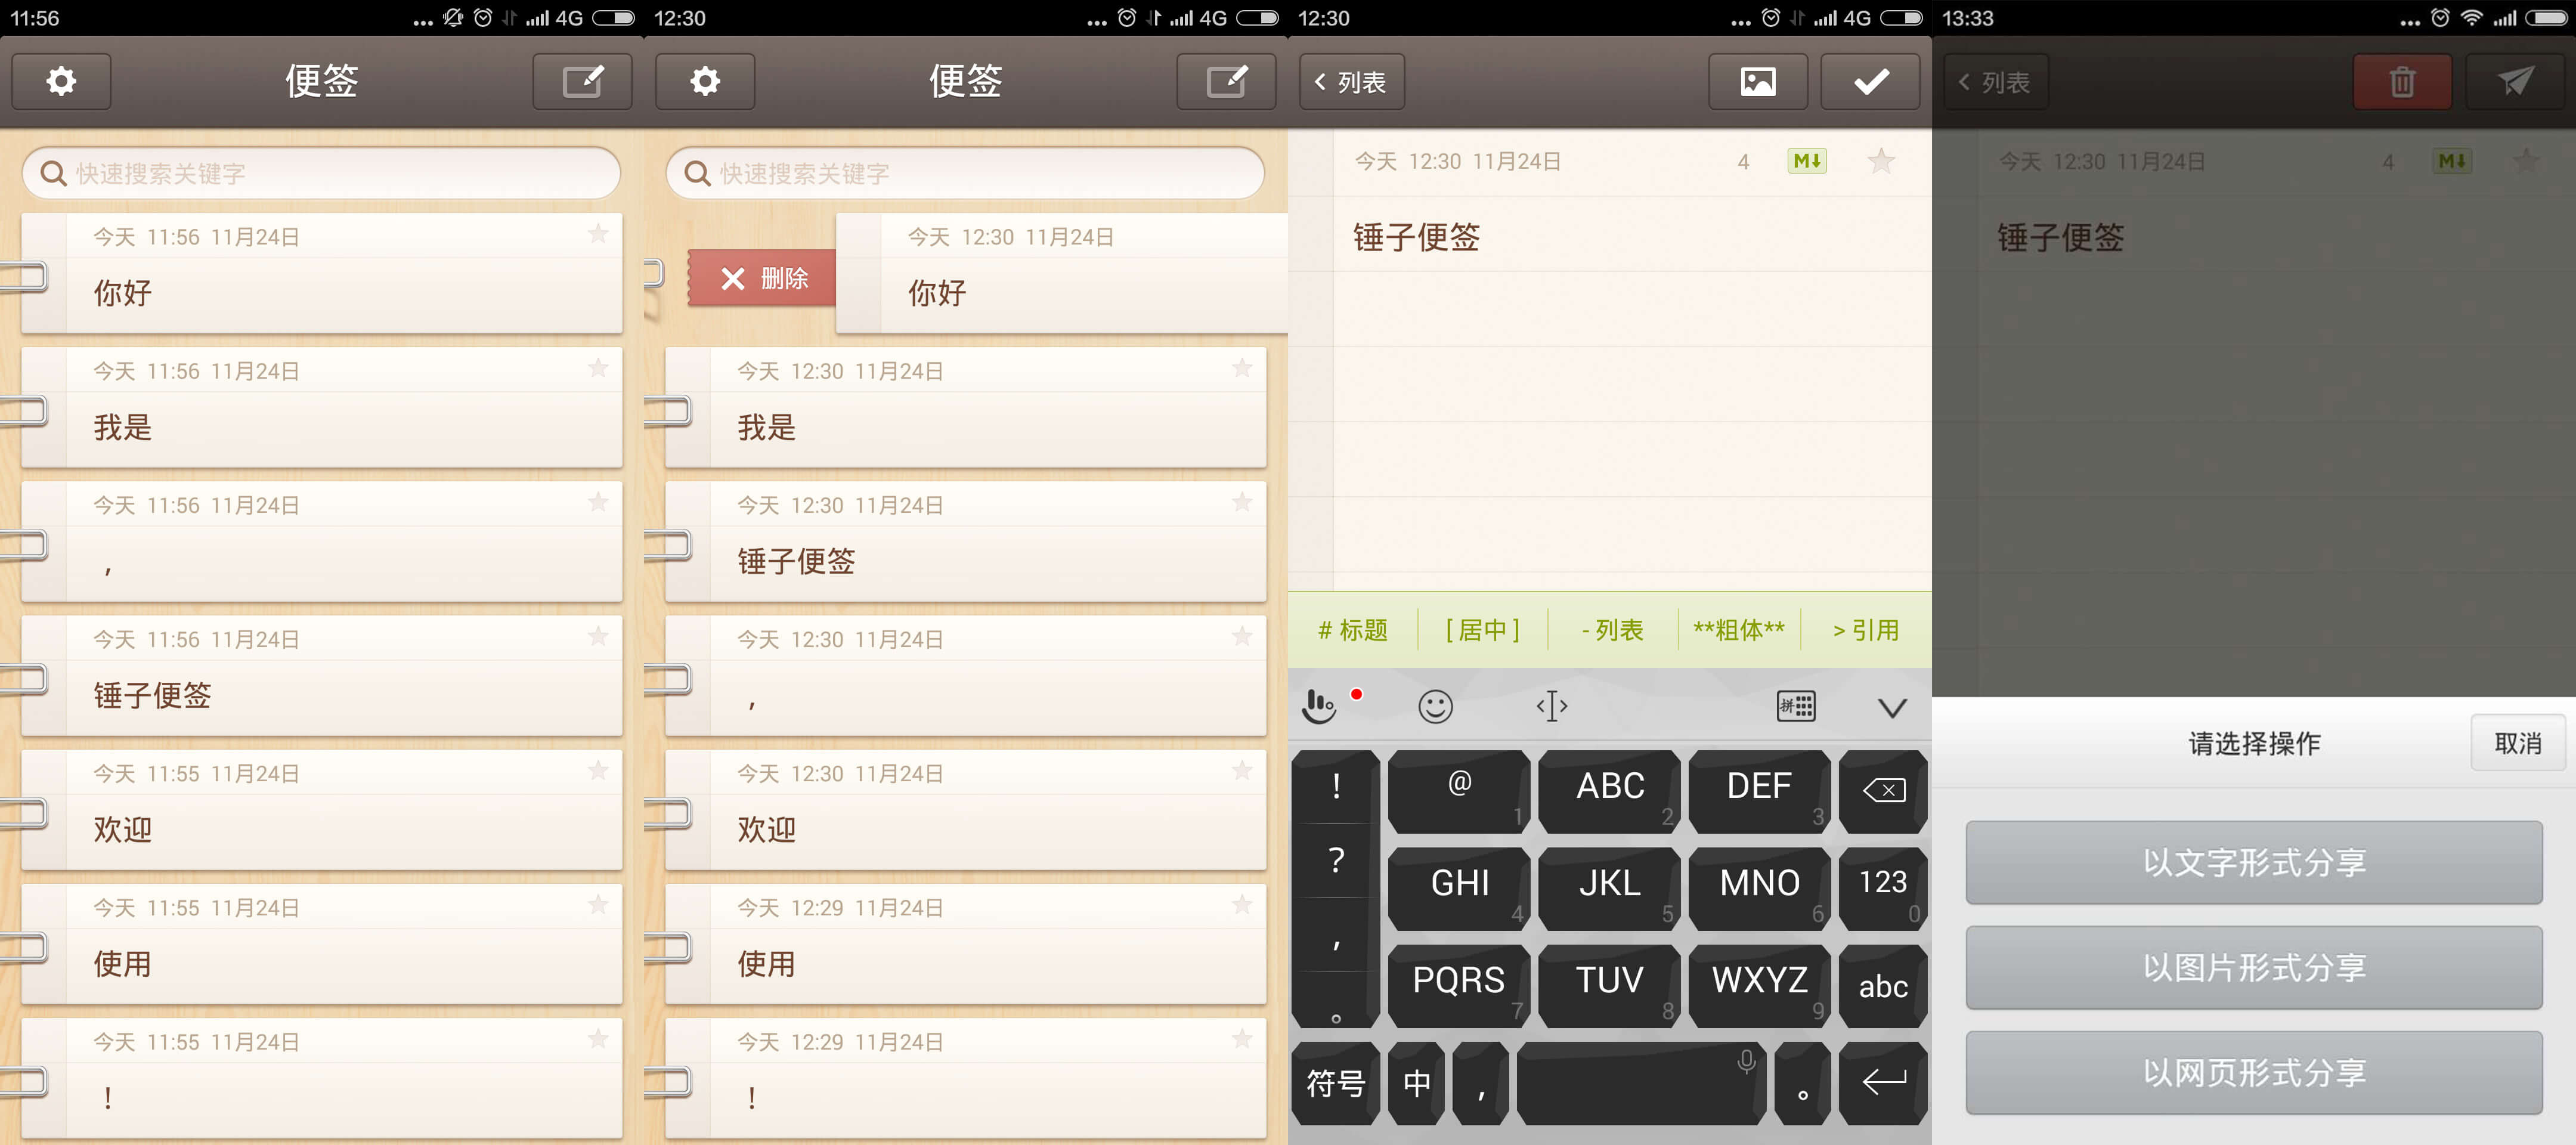 11:56 ... 4G
便签
快速搜索关键字
今天 11:56 11月24日
你好
今天 11:56 11月24日
我是
今天 11:56 11月24日
，
今天 11:56 11月24日
锤子便签
今天 11:55 11月24日
欢迎
今天 11:55 11月24日
使用
今天 11:55 11月24日
！
12:30 ... 4G
便签
快速搜索关键字
今天 12:30 11月24日
删除
你好
今天 12:30 11月24日
我是
今天 12:30 11月24日
锤子便签
今天 12:30 11月24日
，
今天 12:30 11月24日
欢迎
今天 12:29 11月24日
使用
今天 12:29 11月24日
！
12:30 ... 4G
列表
今天 12:30 11月24日 4 M↓
锤子便签
# 标题 [ 居中 ] - 列表 **粗体** > 引用
拼
! @ 1 ABC 2 DEF 3
? GHI 4 JKL 5 MNO 6 123 0
, PQRS 7 TUV 8 WXYZ 9 abc
。
符号 中 , 。
13:33 ...
列表
今天 12:30 11月24日 4 M↓
锤子便签
请选择操作 取消
以文字形式分享
以图片形式分享
以网页形式分享